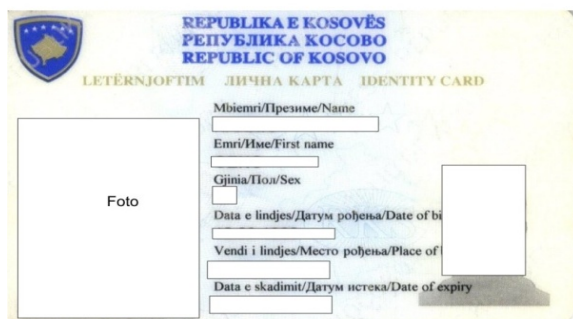 REPUBLIKA E KOSOVËS
РЕПУБЛИКА КОСОВО
REPUBLIC OF KOSOVO
LETËRNJOFTIM ЛИЧНА КАРТА IDENTITY CARD
Mbiemri/Презиме/Name
Emri/Име/First name
Gjinia/Пол/Sex
Foto
Data e lindjes/Датум рођења/Date of bi
Vendi i lindjes/Место рођења/Place of
Data e skadimit/Датум истека/Date of expiry